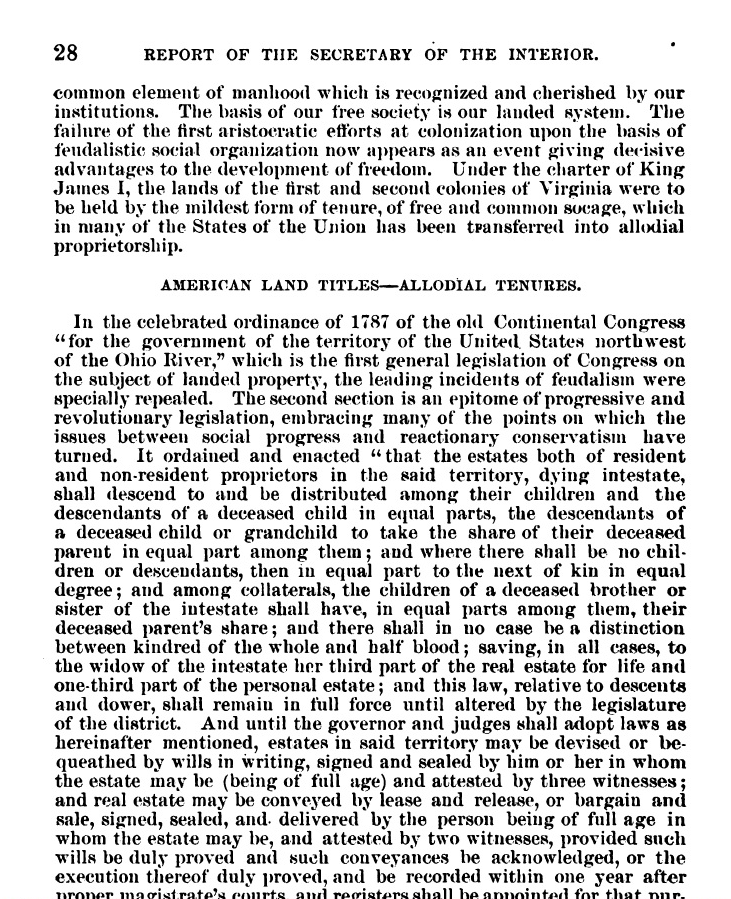 28 REPORT OF THE SECRETARY OF THE INTERIOR.
common element of manhood which is recognized and cherished by our
institutions. The basis of our free society is our landed system. The
failure of the first aristocratic efforts at colonization upon the basis of
feudalistic social organization now appears as an event giving decisive
advantages to the development of freedom. Under the charter of King
James I, the lands of the first and second colonies of Virginia were to
be held by the mildest form of tenure, of free and common socage, which
in many of the States of the Union has been transferred into allodial
proprietorship.
AMERICAN LAND TITLES—ALLODIAL TENURES.
In the celebrated ordinance of 1787 of the old Continental Congress
"for the government of the territory of the United States northwest
of the Ohio River," which is the first general legislation of Congress on
the subject of landed property, the leading incidents of feudalism were
specially repealed. The second section is an epitome of progressive and
revolutionary legislation, embracing many of the points on which the
issues between social progress and reactionary conservatism have
turned. It ordained and enacted "that the estates both of resident
and non-resident proprietors in the said territory, dying intestate,
shall descend to and be distributed among their children and the
descendants of a deceased child in equal parts, the descendants of
a deceased child or grandchild to take the share of their deceased
parent in equal part among them; and where there shall be no chil-
dren or descendants, then in equal part to the next of kin in equal
degree; and among collaterals, the children of a deceased brother or
sister of the intestate shall have, in equal parts among them, their
deceased parent's share; and there shall in no case be a distinction
between kindred of the whole and half blood; saving, in all cases, to
the widow of the intestate her third part of the real estate for life and
one-third part of the personal estate; and this law, relative to descents
and dower, shall remain in full force until altered by the legislature
of the district. And until the governor and judges shall adopt laws as
hereinafter mentioned, estates in said territory may be devised or be-
queathed by wills in writing, signed and sealed by him or her in whom
the estate may be (being of full age) and attested by three witnesses;
and real estate may be conveyed by lease and release, or bargain and
sale, signed, sealed, and delivered by the person being of full age in
whom the estate may be, and attested by two witnesses, provided such
wills be duly proved and such conveyances be acknowledged, or the
execution thereof duly proved, and be recorded within one year after
proper magistrate's courts, and registers shall be appointed for that pur-